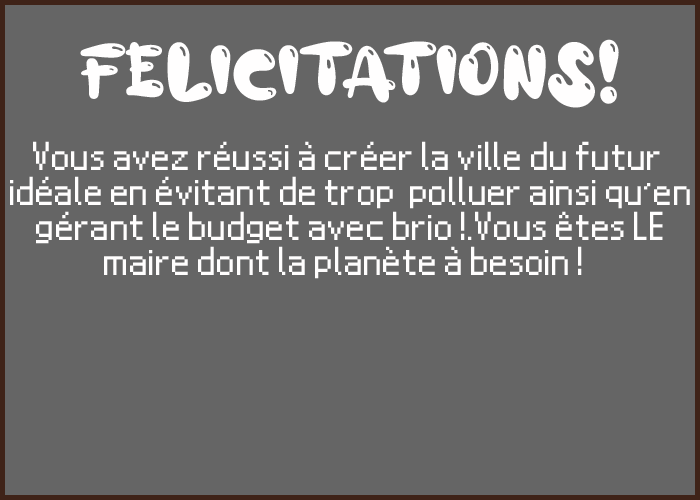 FELICITATIONS!
Vous avez réussi à créer la ville du futur
idéale en évitant de trop polluer ainsi qu'en
gérant le budget avec brio !.Vous êtes LE
maire dont la planète à besoin !